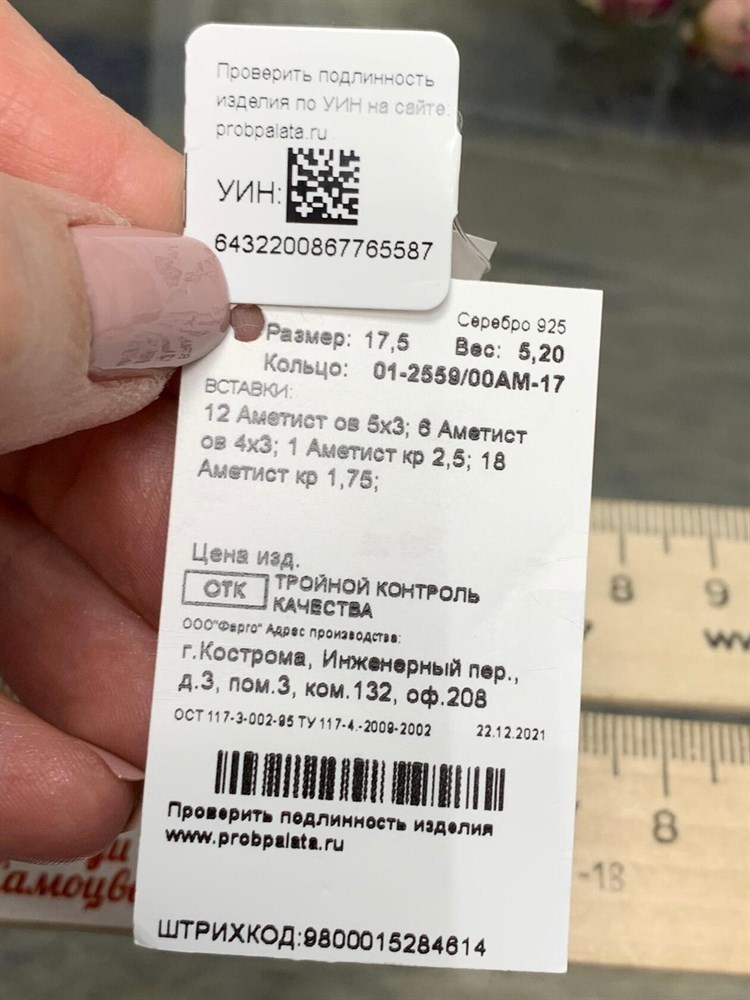 Проверить подлинность
изделия по УИН на сайте:
probpalata.ru
УИН:
6432200867765587
Серебро 925
Размер: 17,5 Вес: 5,20
Кольцо: 01-2559/00АМ-17
ВСТАВКИ:
12 Аметист ов 5х3; 6 Аметист
ов 4х3; 1 Аметист кр 2,5; 18
Аметист кр 1,75;
Цена изд.
ОТК ТРОЙНОЙ КОНТРОЛЬ
КАЧЕСТВА
ООО"Фарго" Адрес производства:
г.Кострома, Инженерный пер.,
д.3, пом.3, ком.132, оф.208
ОСТ 117-3-002-95 ТУ 117-4.-2009-2002 22.12.2021
Проверить подлинность изделия
www.probpalata.ru
ШТРИХКОД:9800015284614
8 9
8
-18